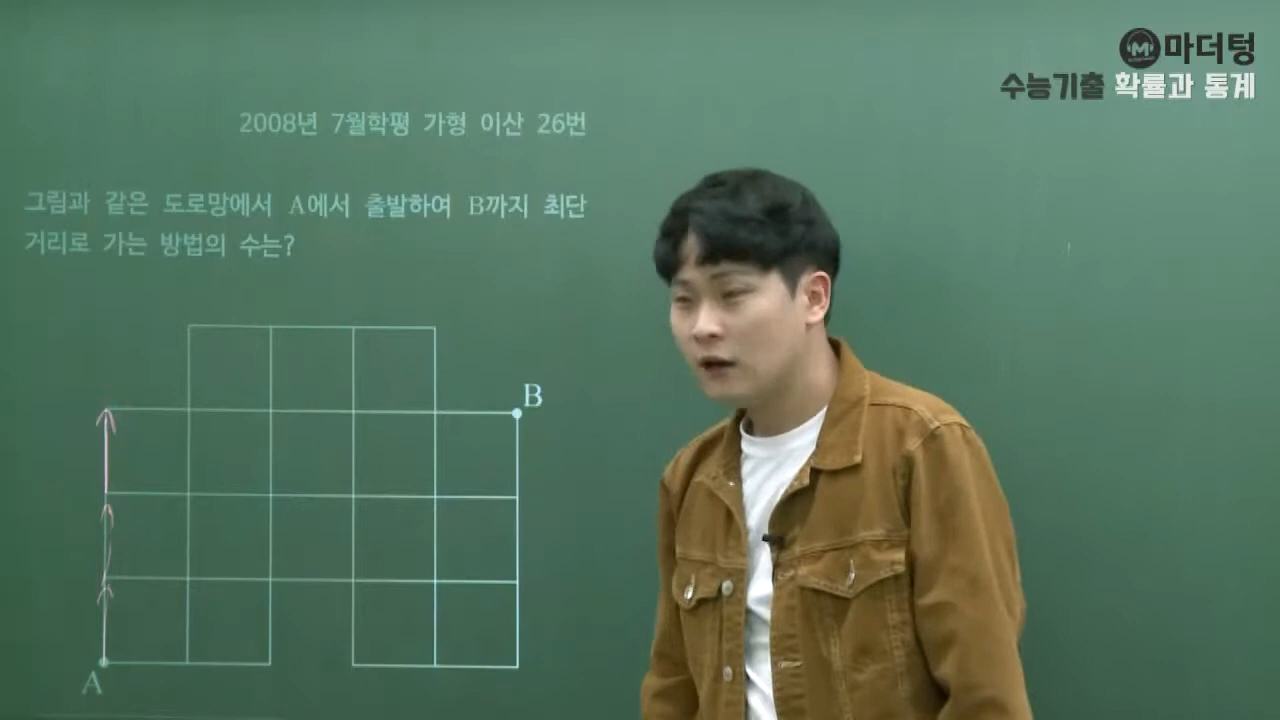 마더텅
수능기출 확률과 통계
2008년 7월학평 가형 이산 26번
그림과 같은 도로망에서 A에서 출발하여 B까지 최단
거리로 가는 방법의 수는?
B
A